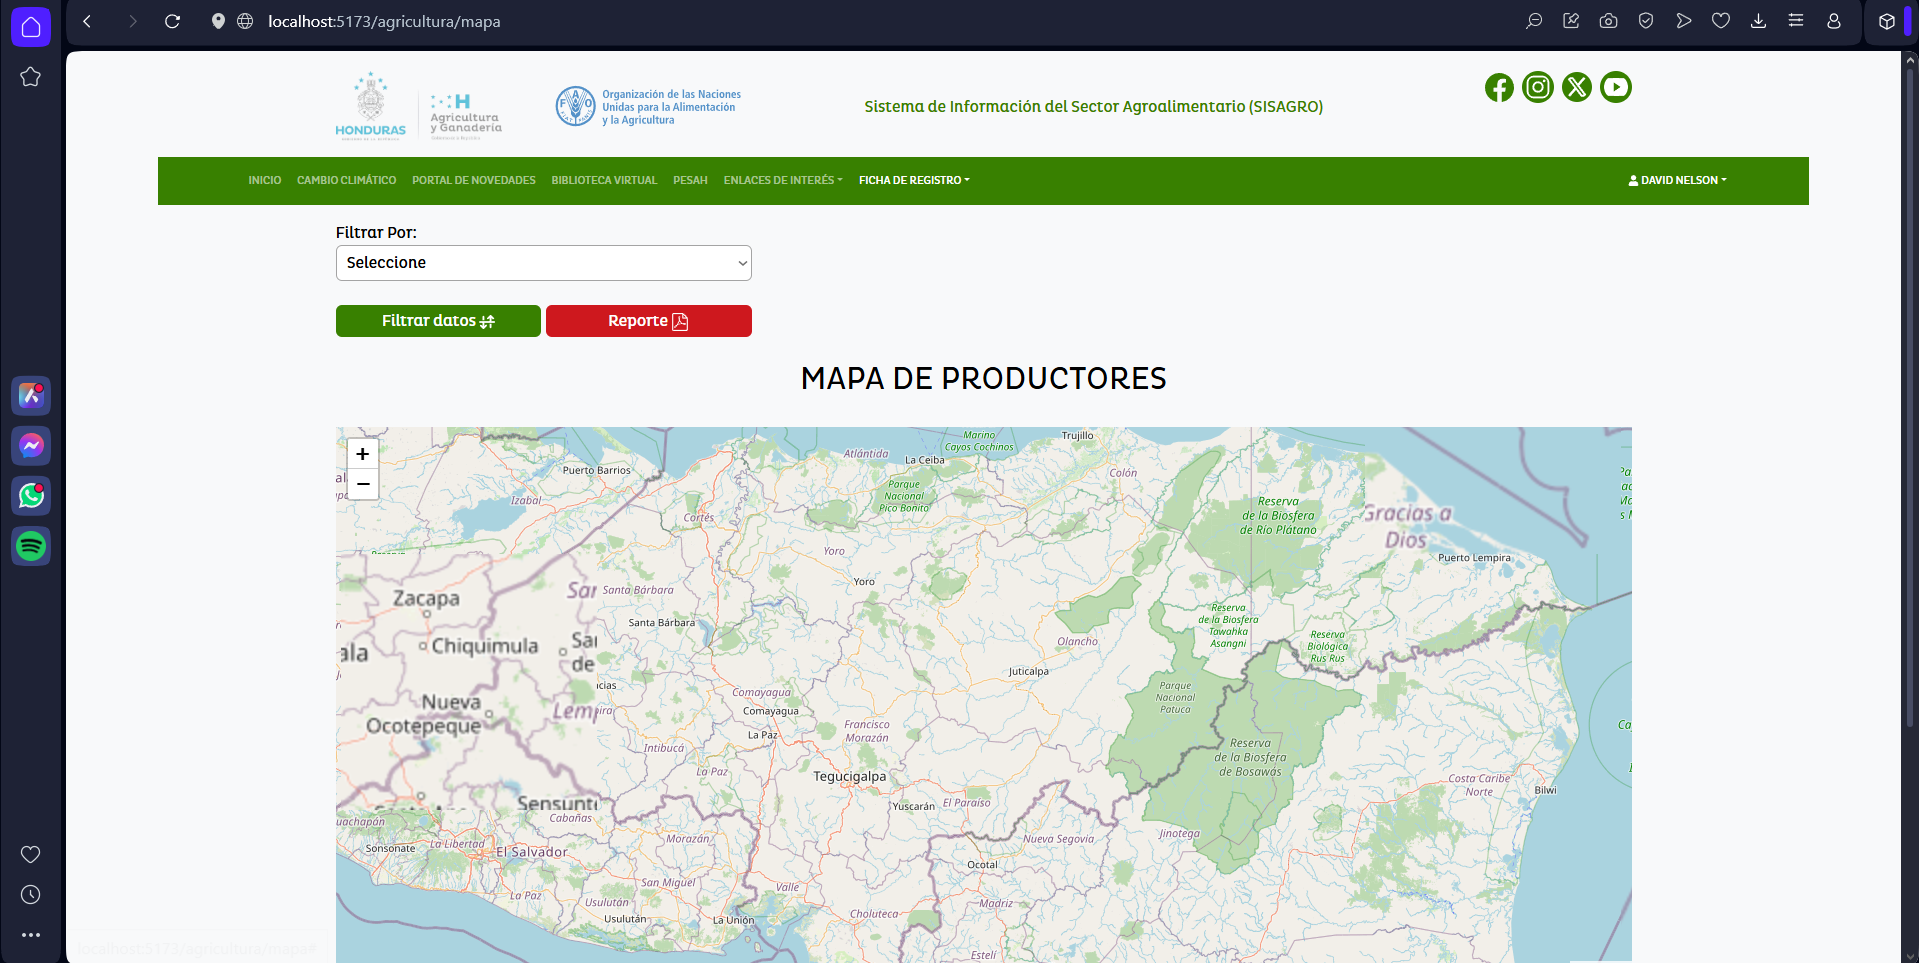 localhost:5173/agricultura/mapa
HONDURAS
Agricultura
y Ganadería
FAO
Organización de las Naciones
Unidas para la Alimentación
y la Agricultura
Sistema de Información del Sector Agroalimentario (SISAGRO)
INICIO
CAMBIO CLIMÁTICO
PORTAL DE NOVEDADES
BIBLIOTECA VIRTUAL
PESAH
ENLACES DE INTERÉS
FICHA DE REGISTRO
DAVID NELSON
Filtrar Por:
Seleccione
Filtrar datos
Reporte
MAPA DE PRODUCTORES
+
−
Marino
Cayos Cochinos
Trujillo
Atlántida
La Ceiba
Puerto Barrios
Colón
Izabal
Parque
Nacional
Pico Bonito
Cortés
Reserva
de la Biosfera
de Río Plátano
Gracias a
Dios
Yoro
Puerto Lempira
Yoro
Zacapa
Santa Bárbara
Reserva
de la Biosfera
Tawahka
Asangni
Santa Bárbara
Chiquimula
Olancho
Reserva
Biológica
Rus Rus
Juticalpa
Nueva
Ocotepeque
Comayagua
Comayagua
Parque
Nacional
Patuca
La Paz
Francisco
Morazán
Intibucá
Reserva
de la Biosfera
de Bosawás
La Paz
Tegucigalpa
Costa Caribe
Norte
Bilwi
Yuscarán
El Paraíso
Cabañas
Morazán
Nueva Segovia
Jinotega
Sonsonate
La Libertad
El Salvador
Ocotal
San Miguel
Valle
La Paz
Usulután
Usulután
La Unión
Choluteca
Madriz
Estelí
localhost:5173/agricultura/mapa#